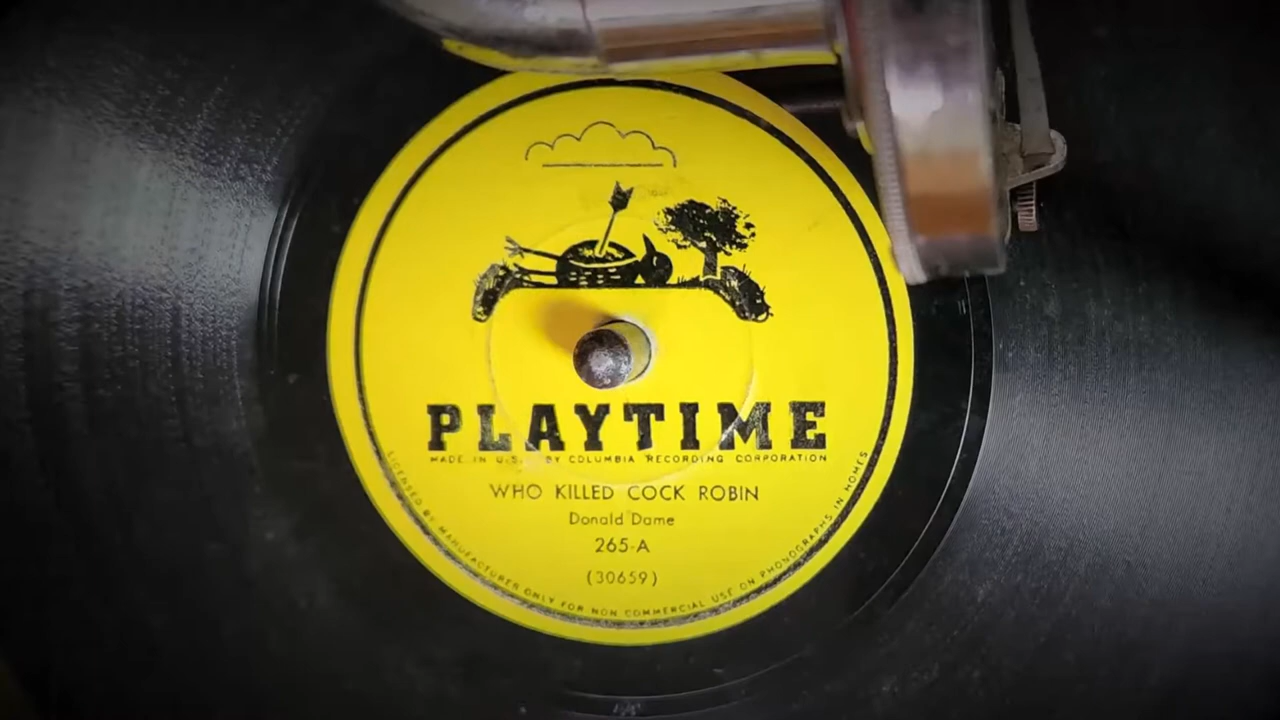 PLAYTIME
MADE IN U.S. BY COLUMBIA RECORDING CORPORATION
WHO KILLED COCK ROBIN
Donald Dame
265-A
(30659)
LICENSED BY MANUFACTURER ONLY FOR NON COMMERCIAL USE ON PHONOGRAPHS IN HOMES